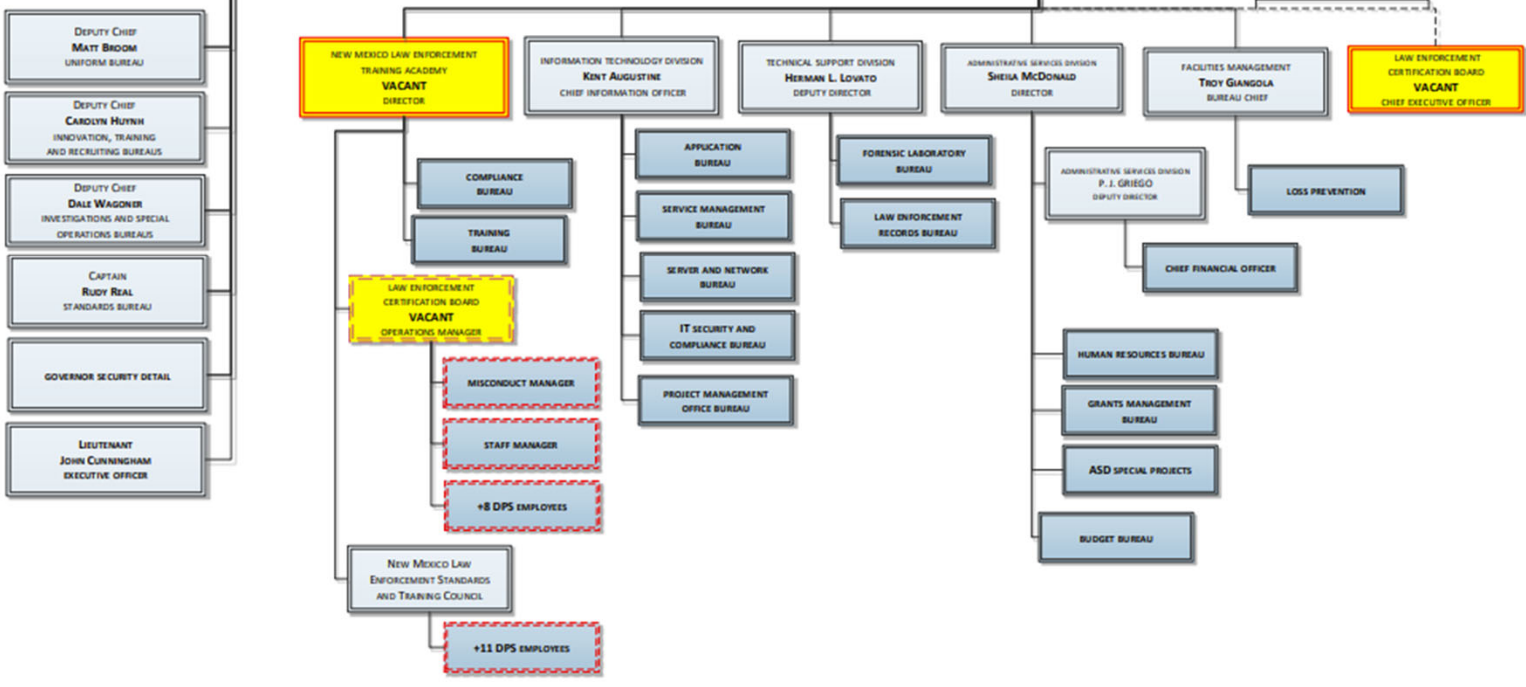 DEPUTY CHIEF
MATT BROOM
UNIFORM BUREAU
DEPUTY CHIEF
CAROLYN HUYNH
INNOVATION, TRAINING
AND RECRUITING BUREAUS
DEPUTY CHIEF
DALE WAGONER
INVESTIGATIONS AND SPECIAL
OPERATIONS BUREAUS
CAPTAIN
RUDY REAL
STANDARDS BUREAU
GOVERNOR SECURITY DETAIL
LIEUTENANT
JOHN CUNNINGHAM
EXECUTIVE OFFICER
NEW MEXICO LAW ENFORCEMENT
TRAINING ACADEMY
VACANT
DIRECTOR
COMPLIANCE
BUREAU
TRAINING
BUREAU
LAW ENFORCEMENT
CERTIFICATION BOARD
VACANT
OPERATIONS MANAGER
MISCONDUCT MANAGER
STAFF MANAGER
+8 DPS EMPLOYEES
NEW MEXICO LAW
ENFORCEMENT STANDARDS
AND TRAINING COUNCIL
+11 DPS EMPLOYEES
INFORMATION TECHNOLOGY DIVISION
KENT AUGUSTINE
CHIEF INFORMATION OFFICER
APPLICATION
BUREAU
SERVICE MANAGEMENT
BUREAU
SERVER AND NETWORK
BUREAU
IT SECURITY AND
COMPLIANCE BUREAU
PROJECT MANAGEMENT
OFFICE BUREAU
TECHNICAL SUPPORT DIVISION
HERMAN L. LOVATO
DEPUTY DIRECTOR
FORENSIC LABORATORY
BUREAU
LAW ENFORCEMENT
RECORDS BUREAU
ADMINISTRATIVE SERVICES DIVISION
SHEILA MCDONALD
DIRECTOR
ADMINISTRATIVE SERVICES DIVISION
P. J. GRIEGO
DEPUTY DIRECTOR
CHIEF FINANCIAL OFFICER
HUMAN RESOURCES BUREAU
GRANTS MANAGEMENT
BUREAU
ASD SPECIAL PROJECTS
BUDGET BUREAU
FACILITIES MANAGEMENT
TROY GIANGOLA
BUREAU CHIEF
LOSS PREVENTION
LAW ENFORCEMENT
CERTIFICATION BOARD
VACANT
CHIEF EXECUTIVE OFFICER